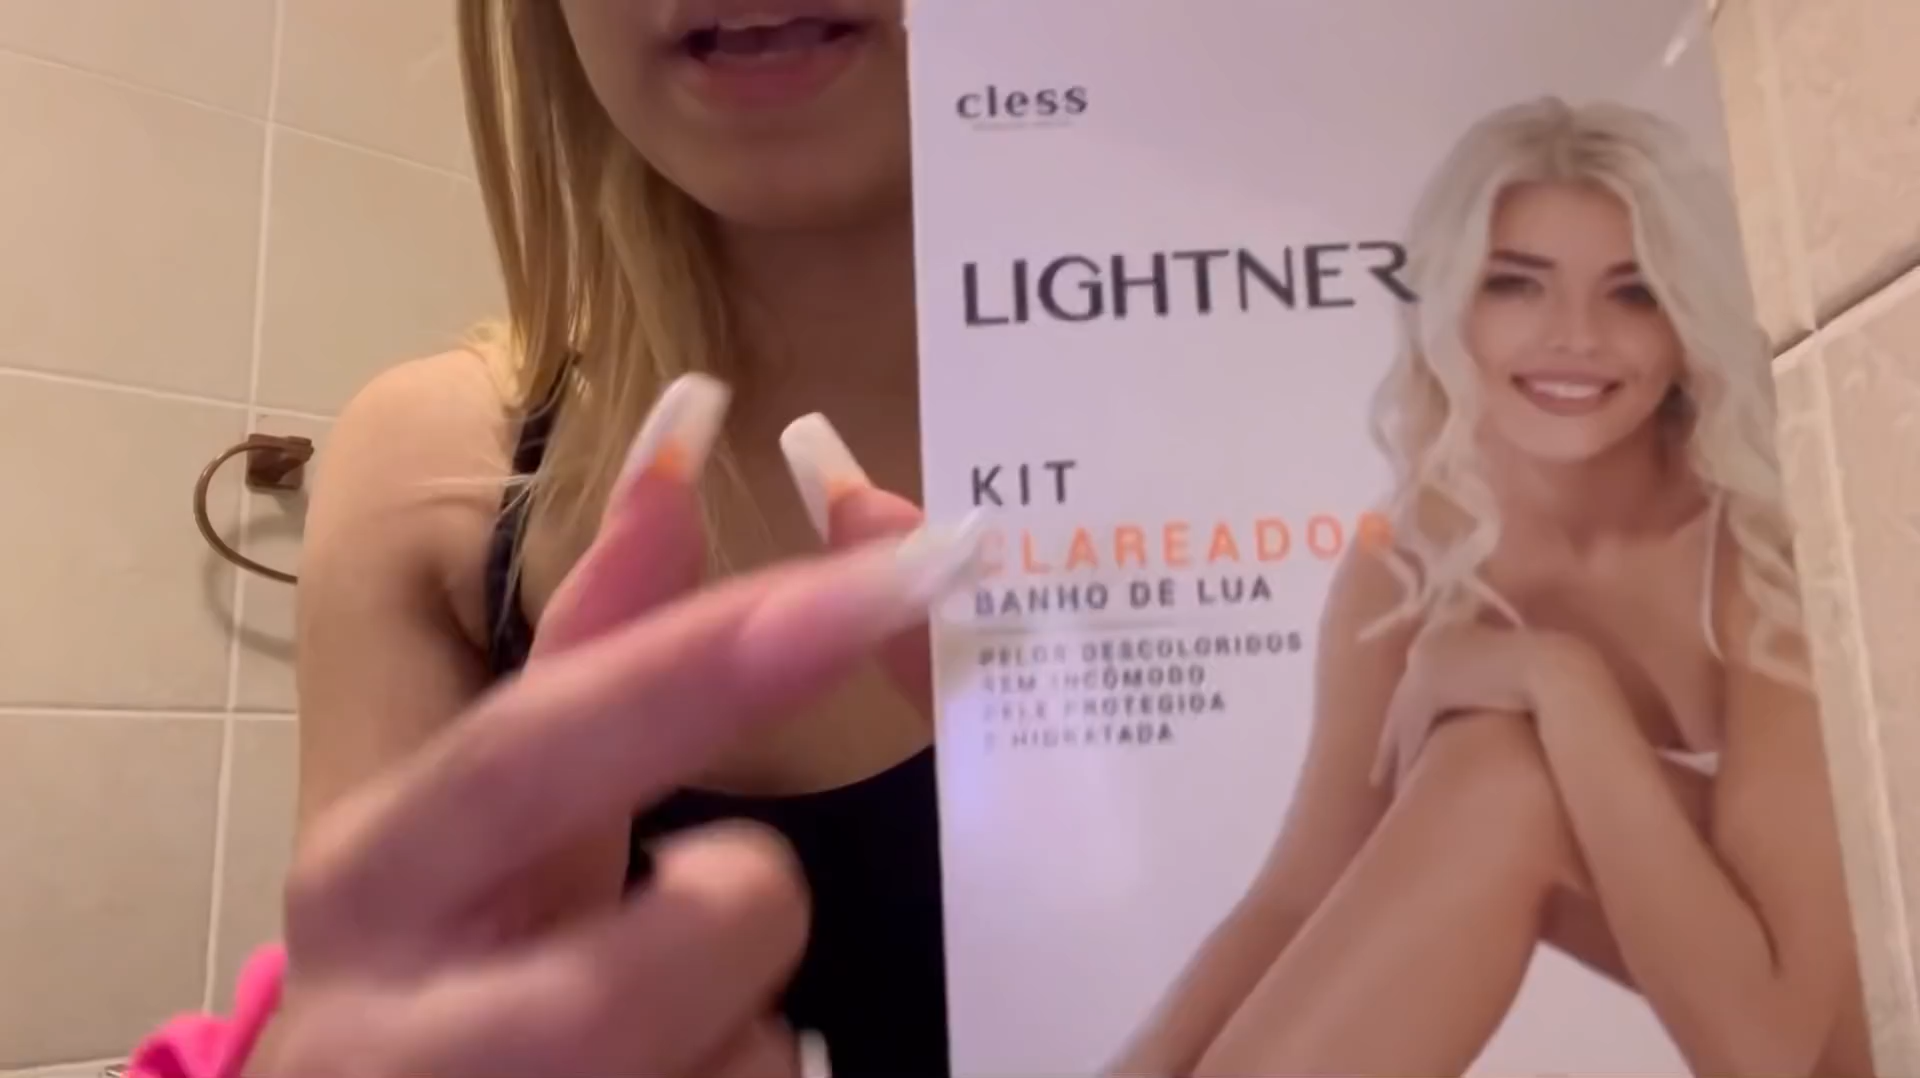 cless
LIGHTNER
KIT
CLAREADOR
BANHO DE LUA
PELOS DESCOLORIDOS
SEM INCÔMODO
PELE PROTEGIDA
E HIDRATADA